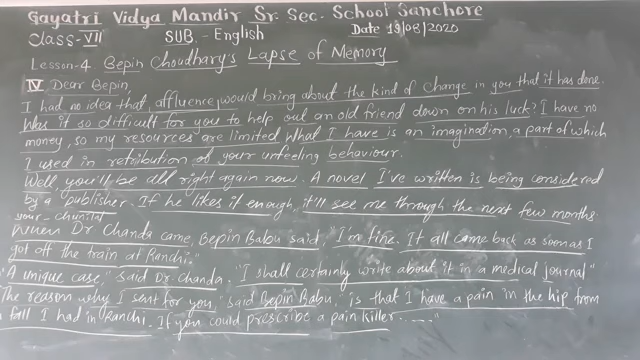 Gayatri Vidya Mandir Sr. Sec. School Sanchore
Class-VII SUB.- English Date 19/08/2020
Lesson-4 Bepin Choudhary's Lapse of Memory
IV Dear Bepin,
I had no idea that, affluence, would bring about the kind of change in you that it has done.
Was it so difficult for you to help out an old friend down on his luck? I have no
money, so my resources are limited. What I have is an imagination, a part of which
I used in retribution of your unfeeling behaviour.
Well, you'll be all right again now. A novel I've written is being considered
by a publisher. If he likes it enough, it'll see me through the next few months.
your - chunilal
When Dr Chanda came, Bepin Babu said, I'm fine. It all came back as soon as I
got off the train at Ranchi."
"A unique case," said Dr Chanda. "I shall certainly write about it in a medical journal"
The reason why I sent for you," said Bepin Babu, "is that I have a pain in the hip from
a fall I had in Ranchi. If you could prescribe a pain killer....."